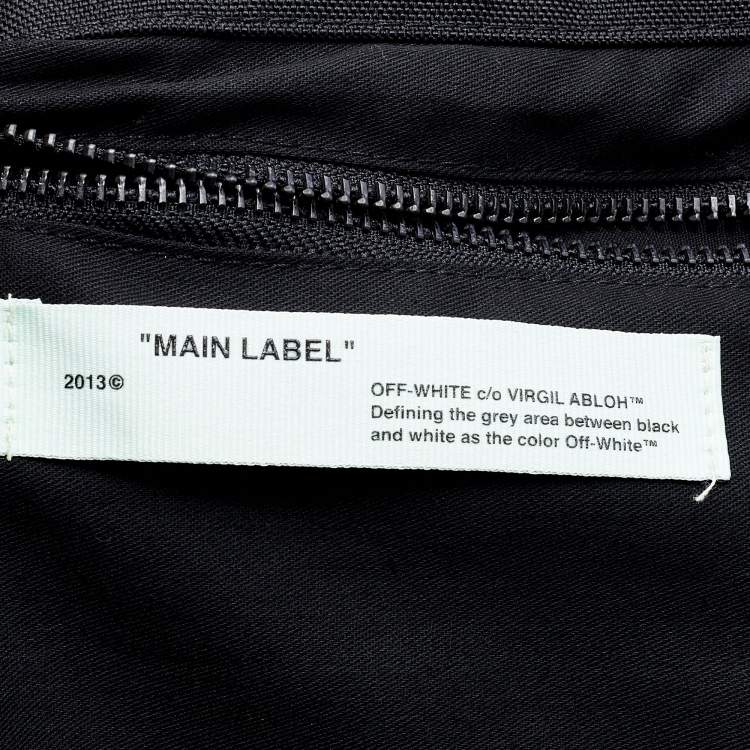 "MAIN LABEL"
2013©
OFF-WHITE c/o VIRGIL ABLOH™
Defining the grey area between black
and white as the color Off-White™